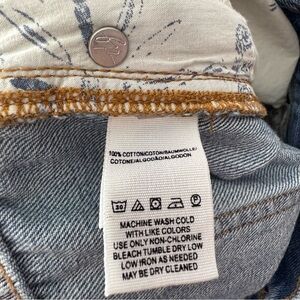 100% COTTON/COTON/BAUMWOLLE/
COTONE/ALGODÃO/ALGODON
30
MACHINE WASH COLD
WITH LIKE COLORS
USE ONLY NON-CHLORINE
BLEACH TUMBLE DRY LOW
LOW IRON AS NEEDED
MAY BE DRY CLEANED